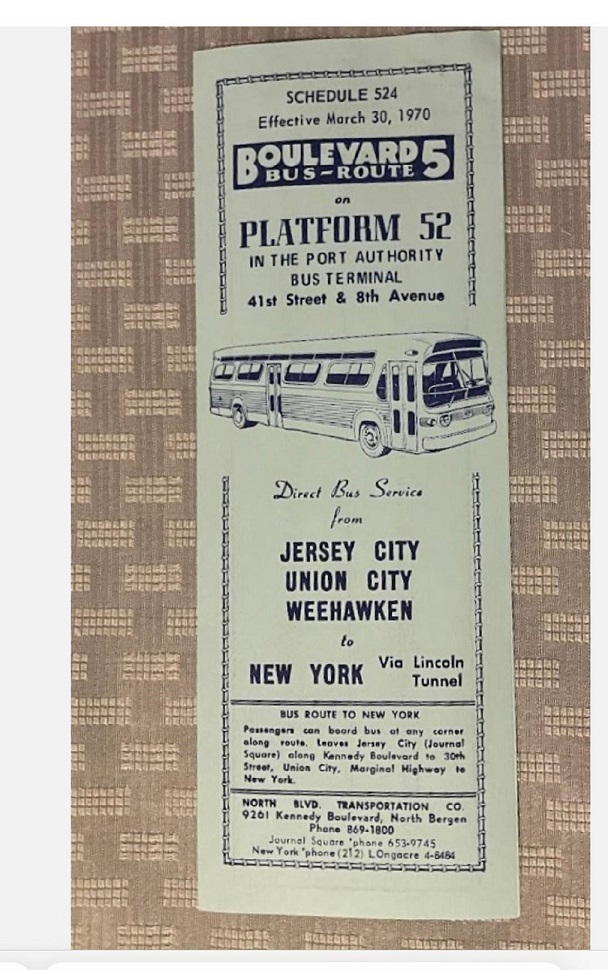 SCHEDULE 524
Effective March 30, 1970
BOULEVARD 5
BUS-ROUTE
on
PLATFORM 52
IN THE PORT AUTHORITY
BUS TERMINAL
41st Street & 8th Avenue
Direct Bus Service
from
JERSEY CITY
UNION CITY
WEEHAWKEN
to
NEW YORK Via Lincoln
Tunnel
BUS ROUTE TO NEW YORK
Passengers can board bus at any corner
along route. Leaves Jersey City (Journal
Square) along Kennedy Boulevard to 30th
Street, Union City, Marginal Highway to
New York.
NORTH BLVD. TRANSPORTATION CO.
9261 Kennedy Boulevard, North Bergen
Phone 869-1800
Journal Square 'phone 653-9745
New York 'phone (212) LOngacre 4-8484